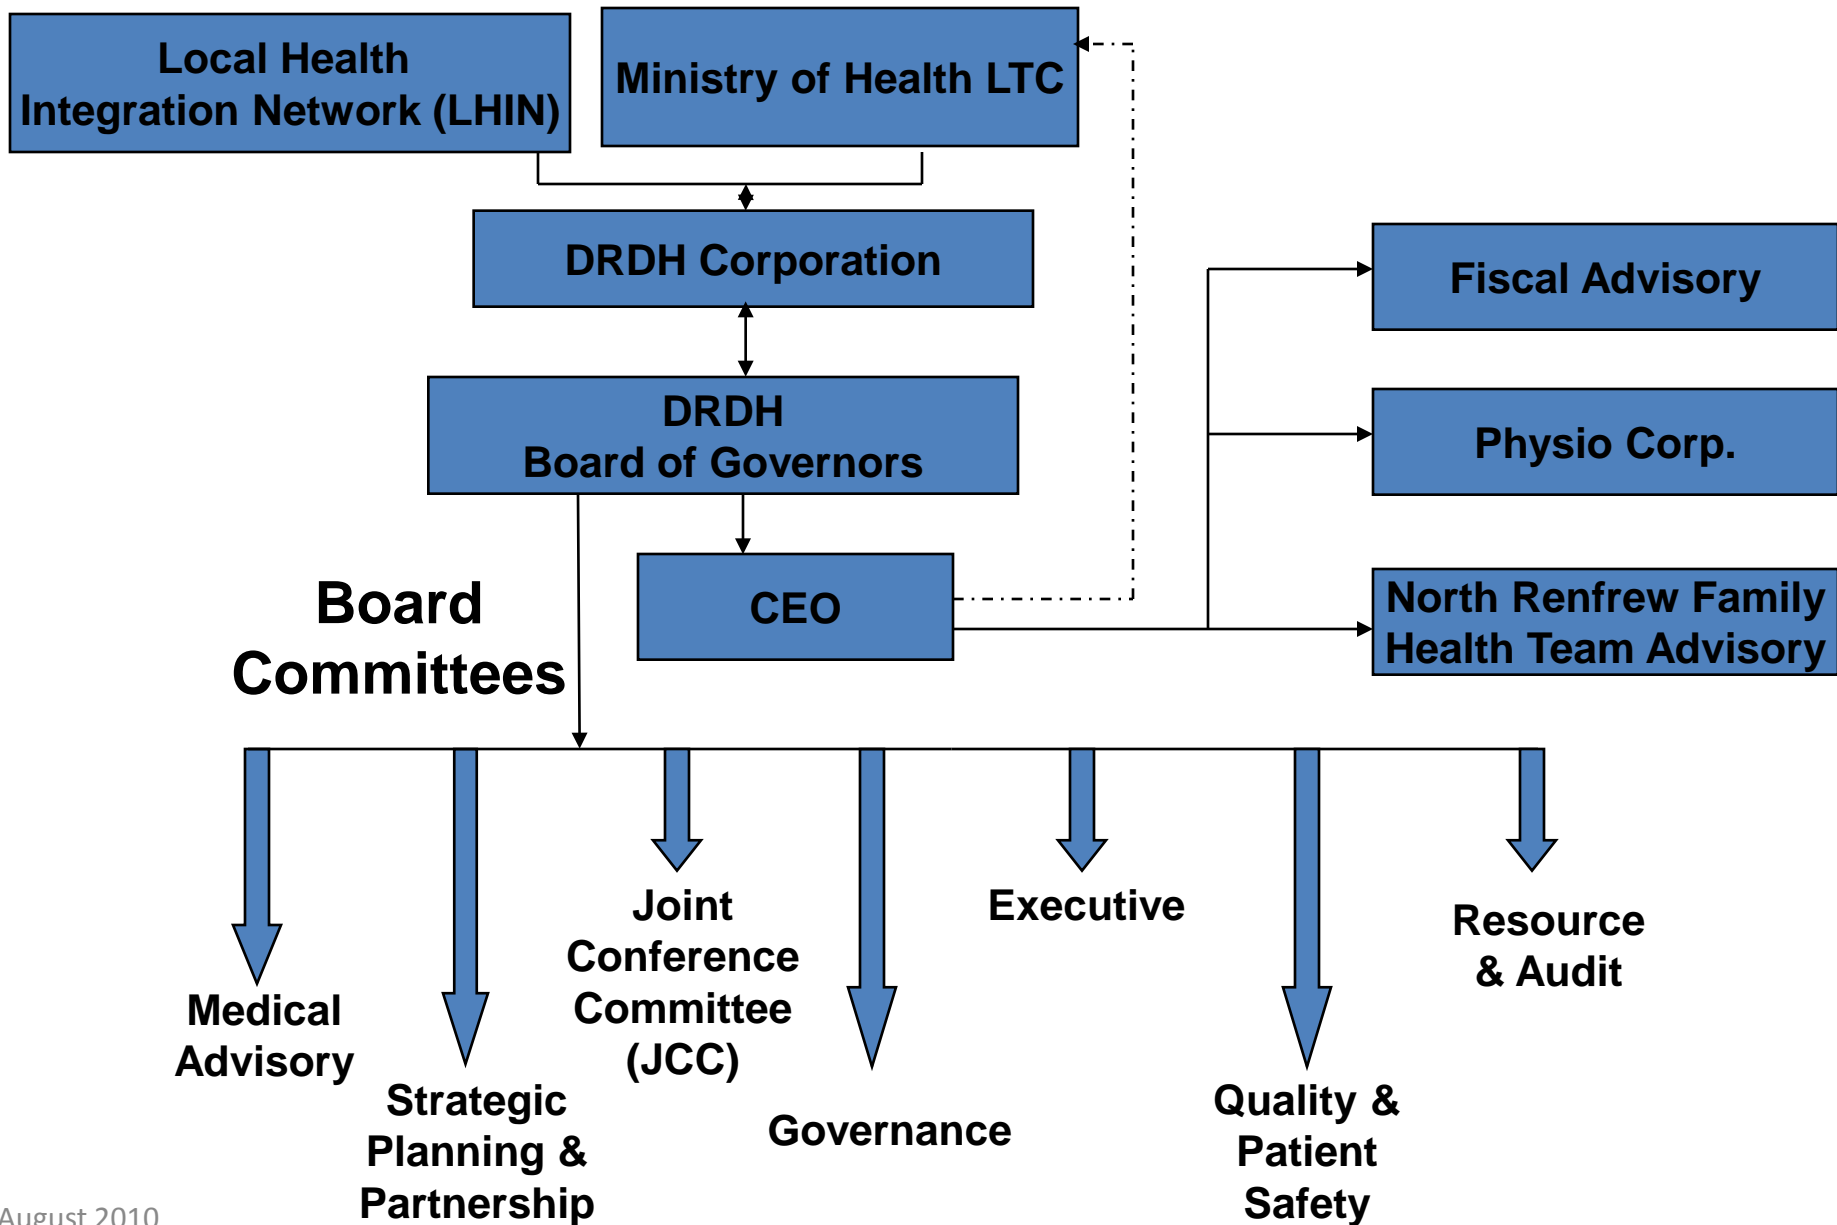 Local Health
Integration Network (LHIN)
Ministry of Health LTC
DRDH Corporation
Fiscal Advisory
DRDH
Board of Governors
Physio Corp.
CEO
North Renfrew Family
Health Team Advisory
Board
Committees
Medical
Advisory
Strategic
Planning &
Partnership
Joint
Conference
Committee
(JCC)
Governance
Executive
Quality &
Patient
Safety
Resource
& Audit
August 2010